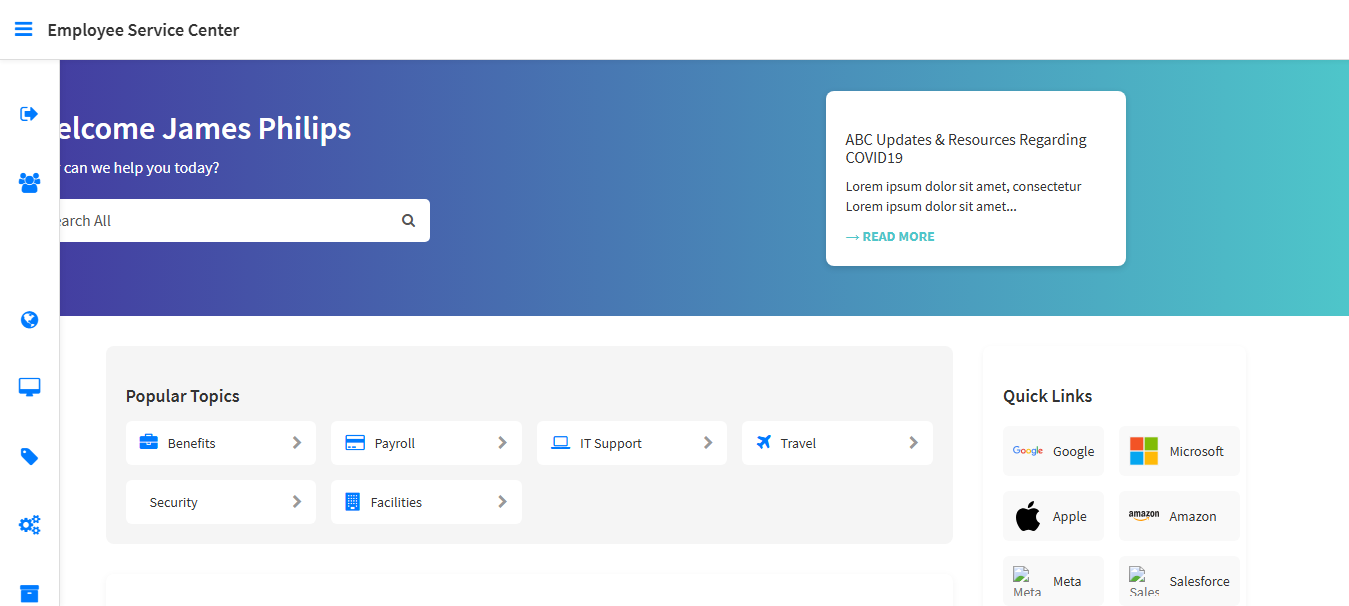 Employee Service Center
elcome James Philips
can we help you today?
earch All
ABC Updates & Resources Regarding
COVID19
Lorem ipsum dolor sit amet, consectetur
Lorem ipsum dolor sit amet...
→ READ MORE
Popular Topics
Benefits
Payroll
IT Support
Travel
Security
Facilities
Quick Links
Google Google
Microsoft
Apple
amazon Amazon
Meta Meta
Sales Salesforce